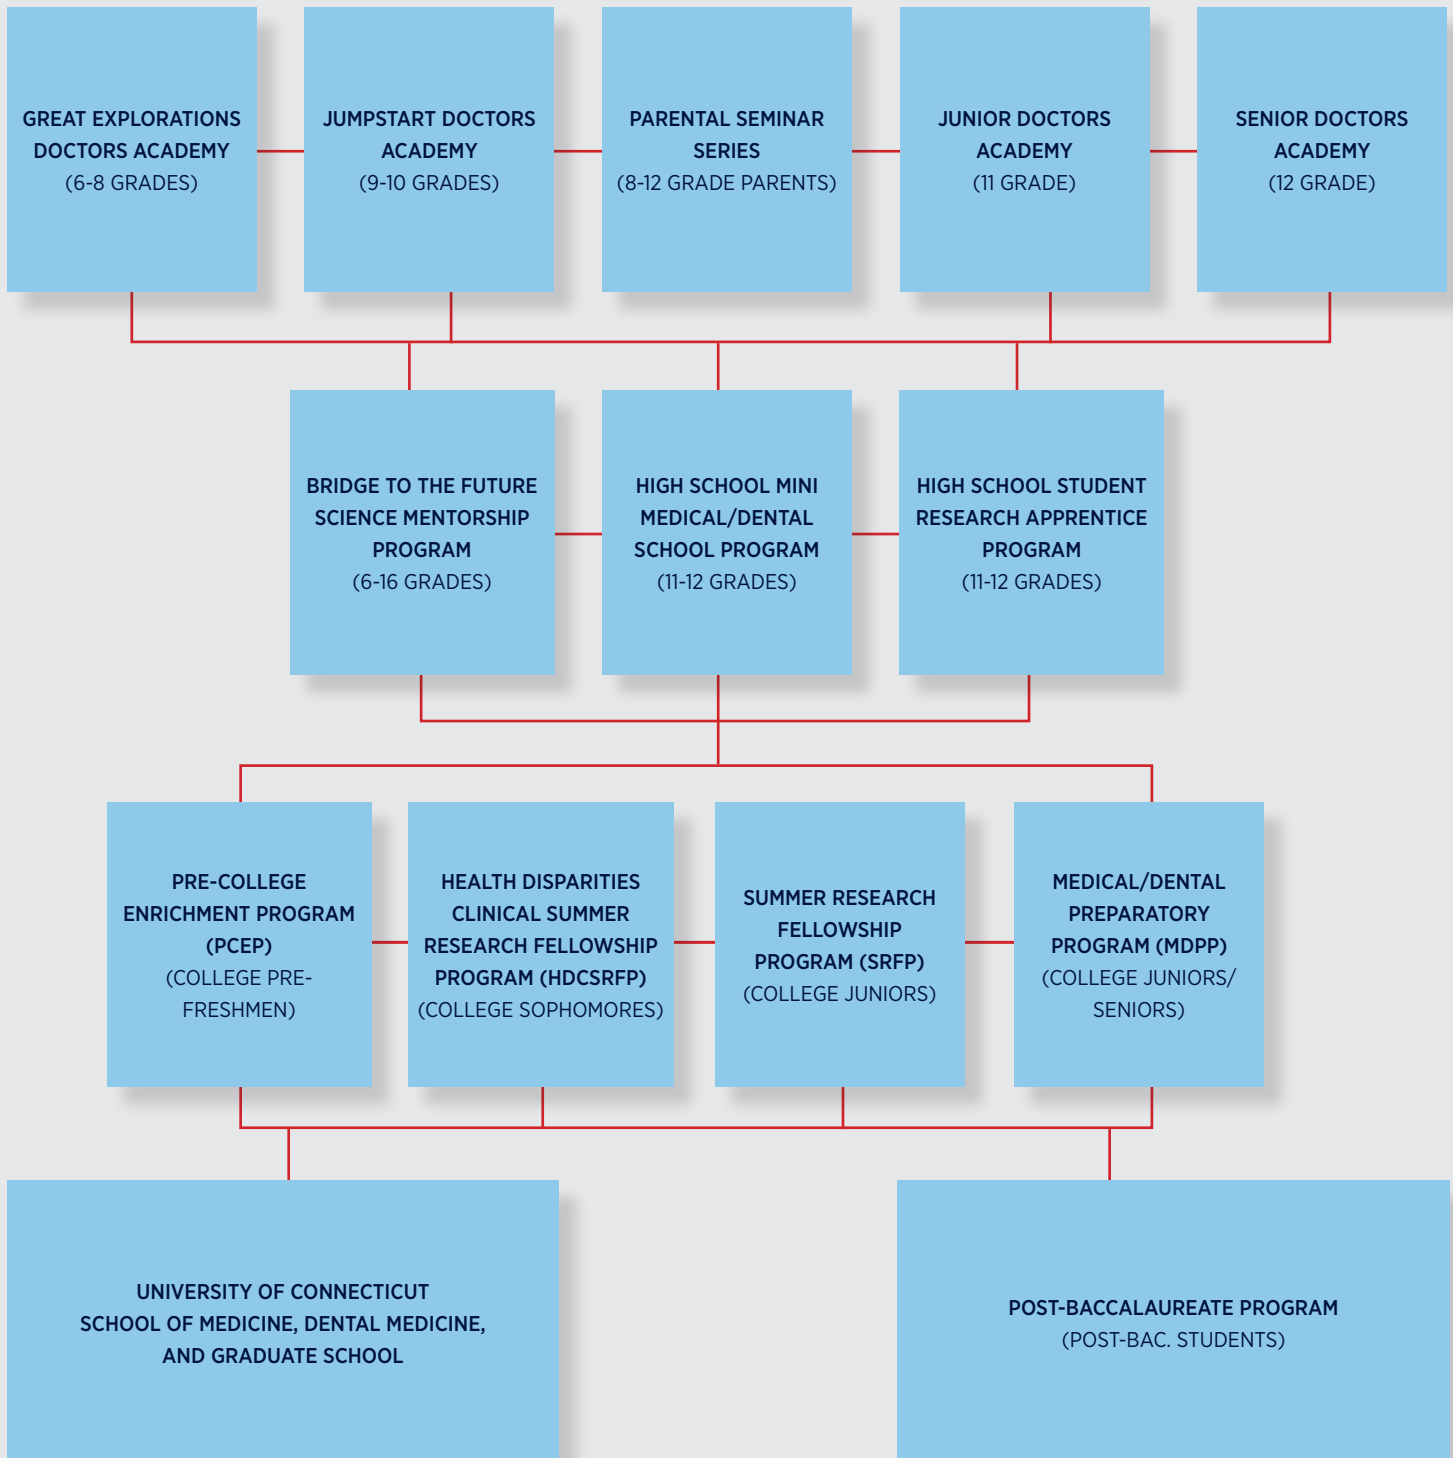 GREAT EXPLORATIONS
DOCTORS ACADEMY
(6-8 GRADES)
JUMPSTART DOCTORS
ACADEMY
(9-10 GRADES)
PARENTAL SEMINAR
SERIES
(8-12 GRADE PARENTS)
JUNIOR DOCTORS
ACADEMY
(11 GRADE)
SENIOR DOCTORS
ACADEMY
(12 GRADE)
BRIDGE TO THE FUTURE
SCIENCE MENTORSHIP
PROGRAM
(6-16 GRADES)
HIGH SCHOOL MINI
MEDICAL/DENTAL
SCHOOL PROGRAM
(11-12 GRADES)
HIGH SCHOOL STUDENT
RESEARCH APPRENTICE
PROGRAM
(11-12 GRADES)
PRE-COLLEGE
ENRICHMENT PROGRAM
(PCEP)
(COLLEGE PRE-
FRESHMEN)
HEALTH DISPARITIES
CLINICAL SUMMER
RESEARCH FELLOWSHIP
PROGRAM (HDCSRFP)
(COLLEGE SOPHOMORES)
SUMMER RESEARCH
FELLOWSHIP
PROGRAM (SRFP)
(COLLEGE JUNIORS)
MEDICAL/DENTAL
PREPARATORY
PROGRAM (MDPP)
(COLLEGE JUNIORS/
SENIORS)
UNIVERSITY OF CONNECTICUT
SCHOOL OF MEDICINE, DENTAL MEDICINE,
AND GRADUATE SCHOOL
POST-BACCALAUREATE PROGRAM
(POST-BAC. STUDENTS)